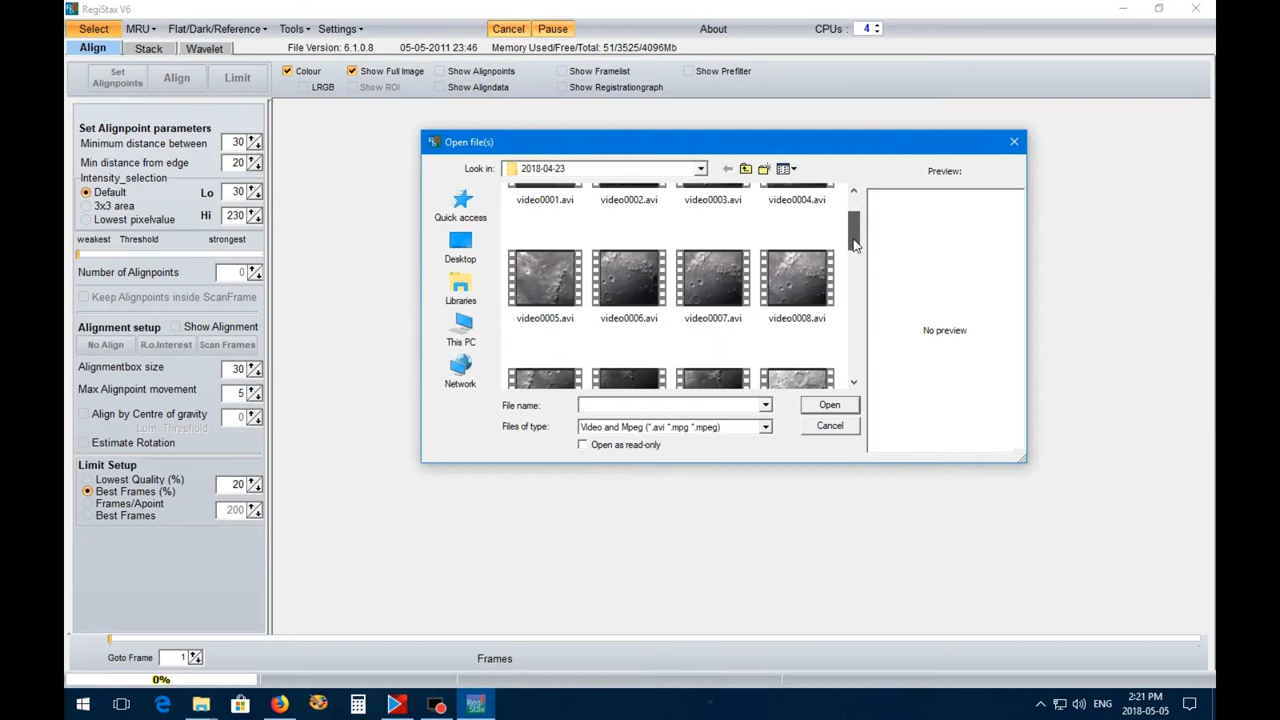 RegiStax V6
Select MRU Flat/Dark/Reference Tools Settings Cancel Pause About CPUs: 4
Align Stack Wavelet File Version: 6.1.0.8 05-05-2011 23:46 Memory Used/Free/Total: 51/3525/4096Mb
Set Alignpoints Align Limit
Colour Show Full Image Show Alignpoints Show Framelist Show Prefilter
LRGB Show ROI Show Aligndata Show Registrationgraph
Set Alignpoint parameters
Minimum distance between 30
Min distance from edge 20
Intensity_selection
Default Lo 30
3x3 area
Lowest pixelvalue Hi 230
weakest Threshold strongest
Number of Alignpoints 0
Keep Alignpoints inside ScanFrame
Alignment setup Show Alignment
No Align R.o.Interest Scan Frames
Alignmentbox size 30
Max Alignpoint movement 5
Align by Centre of gravity 0
Lum. Threshold
Estimate Rotation
Limit Setup
Lowest Quality (%)
Best Frames (%) 20
Frames/Apoint
Best Frames 200
Open file(s)
Look in: 2018-04-23
Preview:
Quick access
Desktop
Libraries
This PC
Network
video0001.avi video0002.avi video0003.avi video0004.avi
video0005.avi video0006.avi video0007.avi video0008.avi
No preview
File name: Open
Files of type: Video and Mpeg (*.avi *.mpg *.mpeg) Cancel
Open as read-only
Goto Frame 1 Frames
0%
Regi Stax
ENG
2:21 PM
2018-05-05